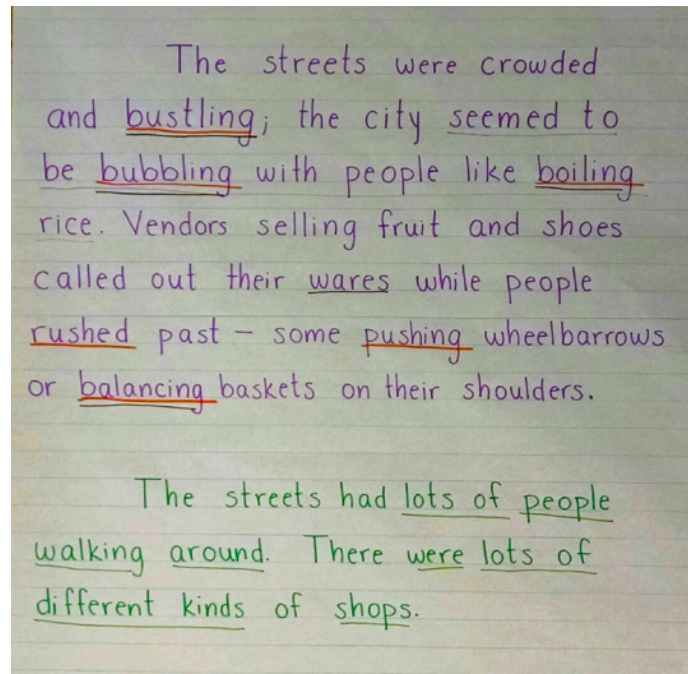 The streets were crowded
and bustling; the city seemed to
be bubbling with people like boiling
rice. Vendors selling fruit and shoes
called out their wares while people
rushed past – some pushing wheelbarrows
or balancing baskets on their shoulders.
The streets had lots of people
walking around. There were lots of
different kinds of shops.